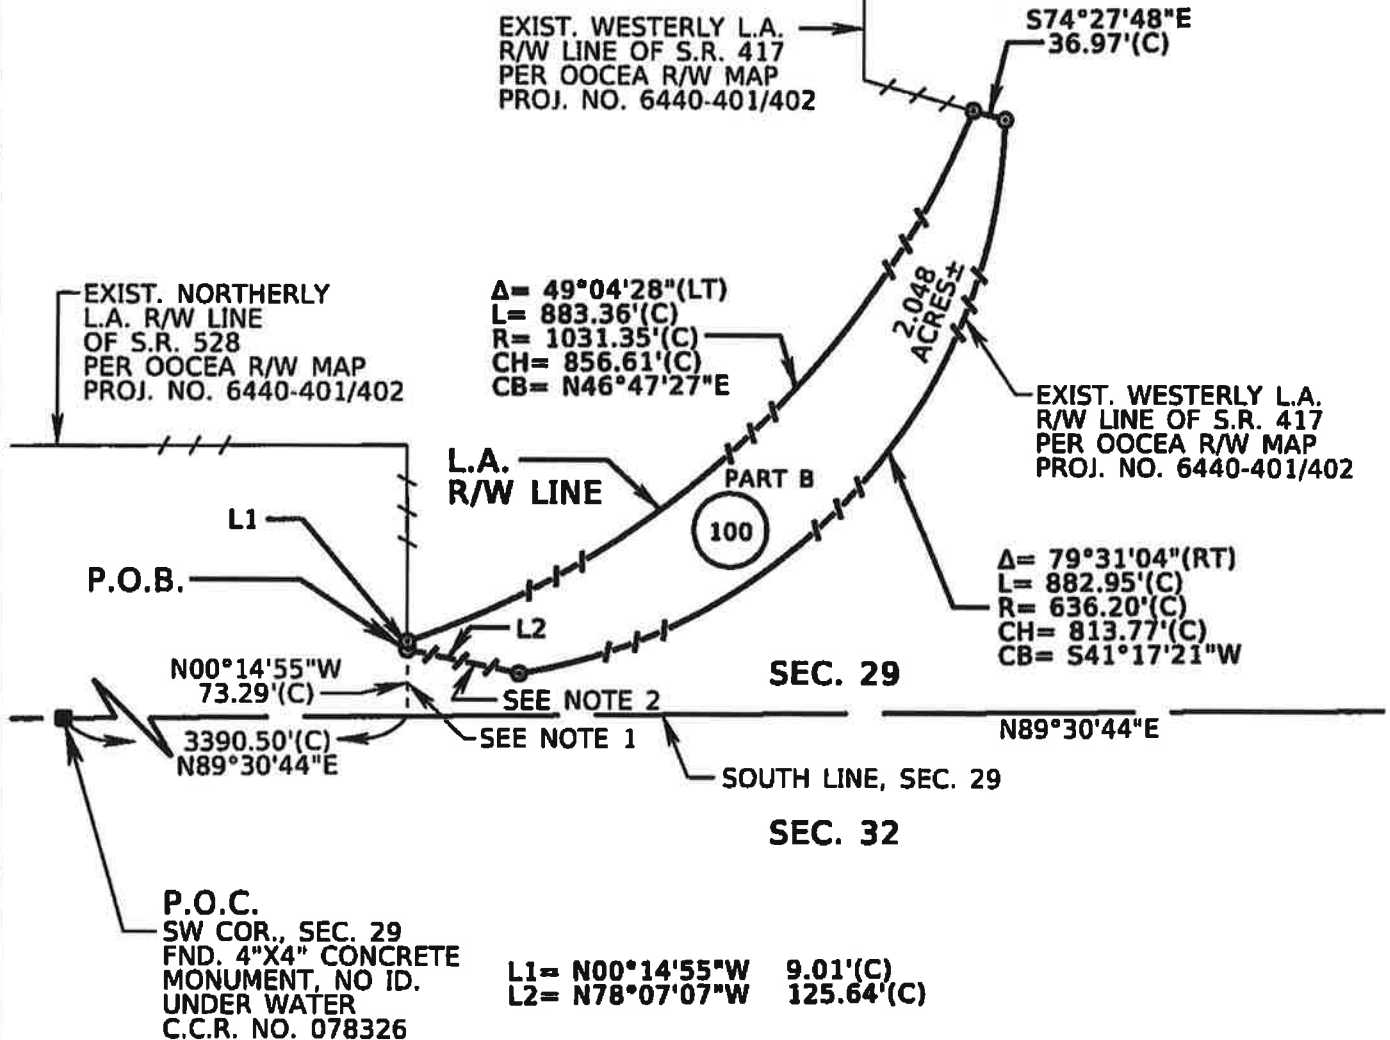 EXIST. WESTERLY L.A.
R/W LINE OF S.R. 417
PER OOCEA R/W MAP
PROJ. NO. 6440-401/402
S74°27'48"E
36.97'(C)
EXIST. NORTHERLY
L.A. R/W LINE
OF S.R. 528
PER OOCEA R/W MAP
PROJ. NO. 6440-401/402
Δ= 49°04'28"(LT)
L= 883.36'(C)
R= 1031.35'(C)
CH= 856.61'(C)
CB= N46°47'27"E
2.048
ACRES.±
EXIST. WESTERLY L.A.
R/W LINE OF S.R. 417
PER OOCEA R/W MAP
PROJ. NO. 6440-401/402
L.A.
R/W LINE
PART B
100
L1
P.O.B.
L2
Δ= 79°31'04"(RT)
L= 882.95'(C)
R= 636.20'(C)
CH= 813.77'(C)
CB= S41°17'21"W
N00°14'55"W
73.29'(C)
SEE NOTE 2
SEC. 29
3390.50'(C)
N89°30'44"E
SEE NOTE 1
N89°30'44"E
SOUTH LINE, SEC. 29
SEC. 32
P.O.C.
SW COR., SEC. 29
FND. 4"X4" CONCRETE
MONUMENT, NO ID.
UNDER WATER
C.C.R. NO. 078326
L1= N00°14'55"W 9.01'(C)
L2= N78°07'07"W 125.64'(C)